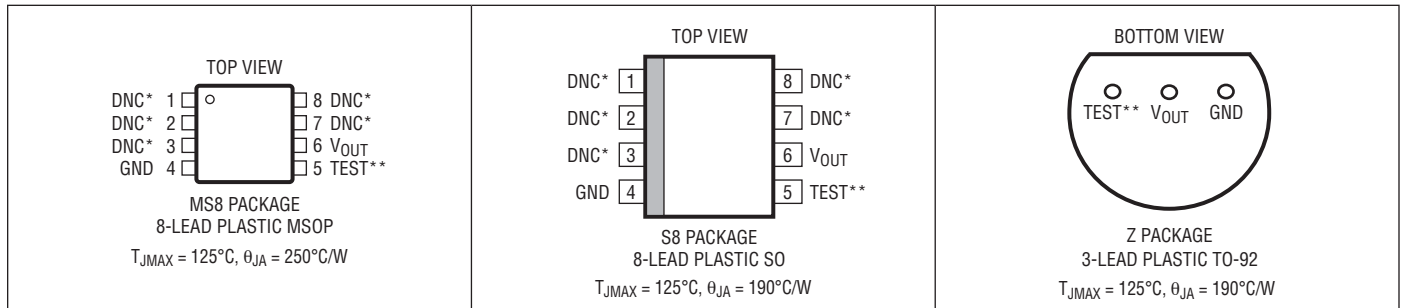 TOP VIEW
DNC* 1
DNC* 2
DNC* 3
GND 4
8 DNC*
7 DNC*
6 VOUT
5 TEST**
MS8 PACKAGE
8-LEAD PLASTIC MSOP
TJMAX = 125°C, θJA = 250°C/W
TOP VIEW
DNC* 1
DNC* 2
DNC* 3
GND 4
8 DNC*
7 DNC*
6 VOUT
5 TEST**
S8 PACKAGE
8-LEAD PLASTIC SO
TJMAX = 125°C, θJA = 190°C/W
BOTTOM VIEW
TEST** VOUT GND
Z PACKAGE
3-LEAD PLASTIC TO-92
TJMAX = 125°C, θJA = 190°C/W